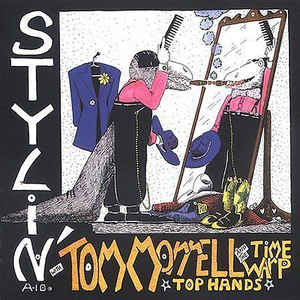 STYLIN'
WITH
TOM MORRELL
AND THE
TIME
WARP
☆ TOP HANDS ☆